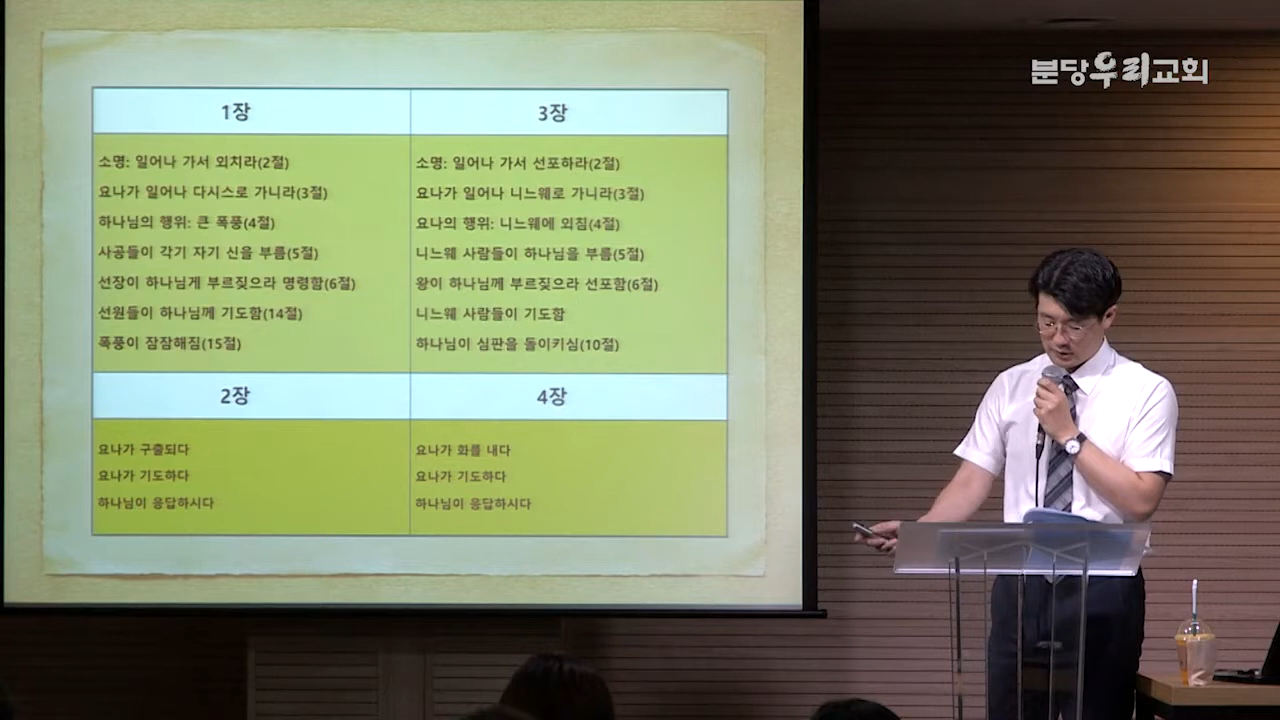 분당우리교회
1장
소명: 일어나 가서 외치라(2절)
요나가 일어나 다시스로 가니라(3절)
하나님의 행위: 큰 폭풍(4절)
사공들이 각기 자기 신을 부름(5절)
선장이 하나님게 부르짖으라 명령함(6절)
선원들이 하나님께 기도함(14절)
폭풍이 잠잠해짐(15절)
3장
소명: 일어나 가서 선포하라(2절)
요나가 일어나 니느웨로 가니라(3절)
요나의 행위: 니느웨에 외침(4절)
니느웨 사람들이 하나님을 부름(5절)
왕이 하나님께 부르짖으라 선포함(6절)
니느웨 사람들이 기도함
하나님이 심판을 돌이키심(10절)
2장
요나가 구출되다
요나가 기도하다
하나님이 응답하시다
4장
요나가 화를 내다
요나가 기도하다
하나님이 응답하시다